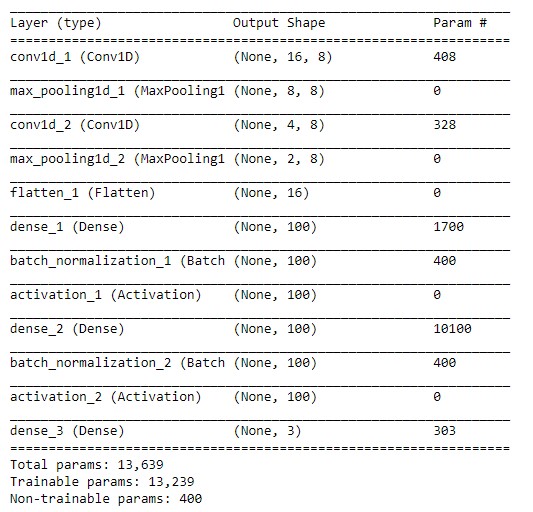 Layer (type) Output Shape Param #
conv1d_1 (Conv1D) (None, 16, 8) 408
max_pooling1d_1 (MaxPooling1 (None, 8, 8) 0
conv1d_2 (Conv1D) (None, 4, 8) 328
max_pooling1d_2 (MaxPooling1 (None, 2, 8) 0
flatten_1 (Flatten) (None, 16) 0
dense_1 (Dense) (None, 100) 1700
batch_normalization_1 (Batch (None, 100) 400
activation_1 (Activation) (None, 100) 0
dense_2 (Dense) (None, 100) 10100
batch_normalization_2 (Batch (None, 100) 400
activation_2 (Activation) (None, 100) 0
dense_3 (Dense) (None, 3) 303
Total params: 13,639
Trainable params: 13,239
Non-trainable params: 400